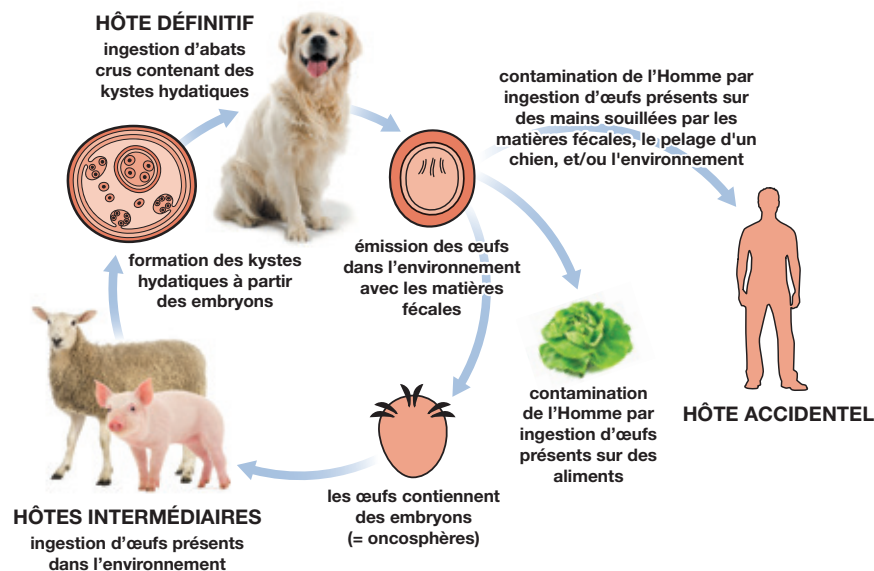 HÔTE DÉFINITIF
ingestion d’abats
crus contenant des
kystes hydatiques
contamination de l’Homme par
ingestion d’œufs présents sur
des mains souillées par les
matières fécales, le pelage d'un
chien, et/ou l'environnement
formation des kystes
hydatiques à partir
des embryons
émission des œufs
dans l’environnement
avec les matières
fécales
contamination
de l’Homme par
ingestion d’œufs
présents sur des
aliments
HÔTE ACCIDENTEL
les œufs contiennent
des embryons
(= oncosphères)
HÔTES INTERMÉDIAIRES
ingestion d’œufs présents
dans l’environnement